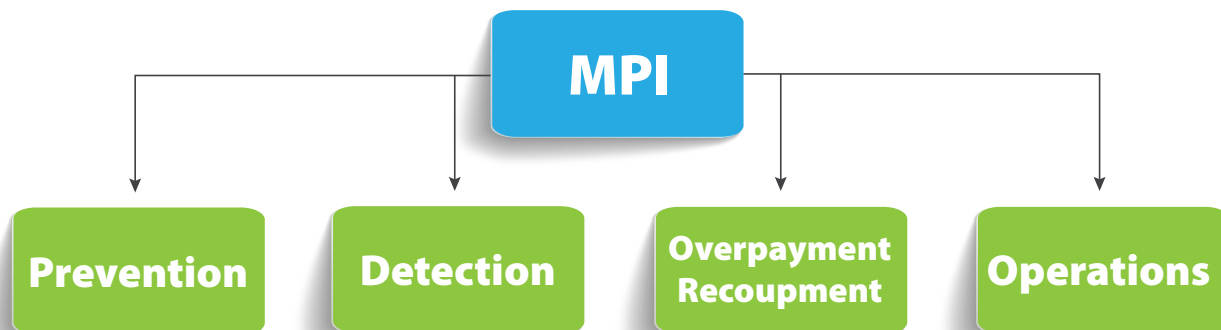 MPI
Prevention
Detection
Overpayment
Recoupment
Operations